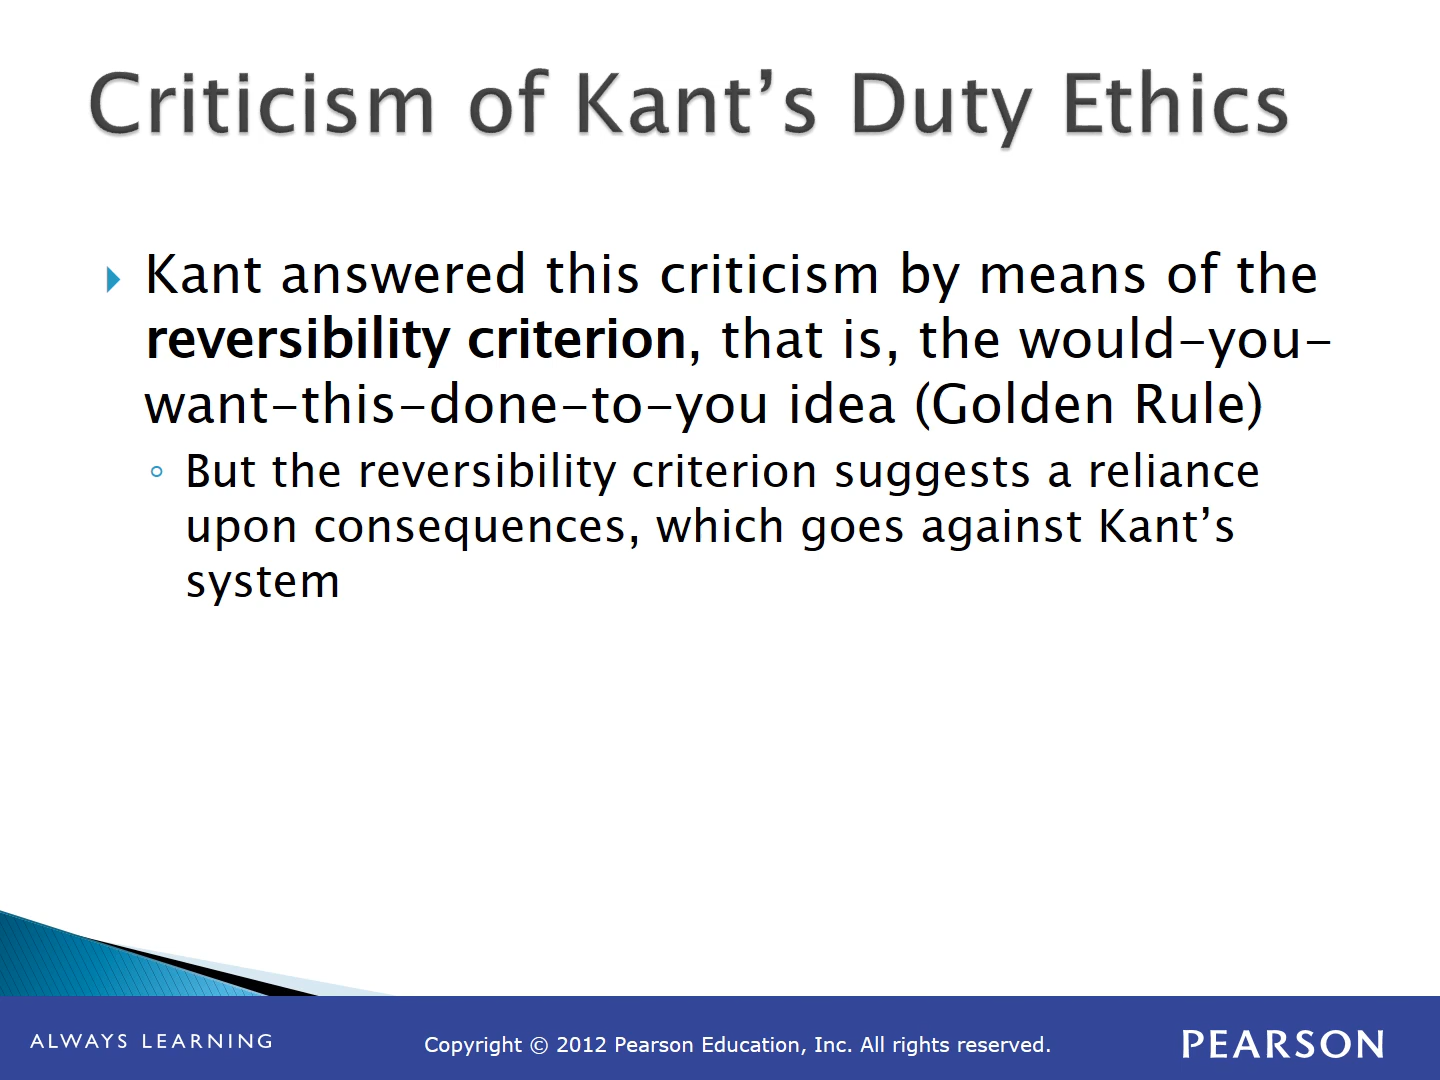 Criticism of Kant’s Duty Ethics
Kant answered this criticism by means of the
reversibility criterion, that is, the would-you-
want-this-done-to-you idea (Golden Rule)
But the reversibility criterion suggests a reliance
upon consequences, which goes against Kant’s
system
ALWAYS LEARNING
Copyright © 2012 Pearson Education, Inc. All rights reserved.
PEARSON